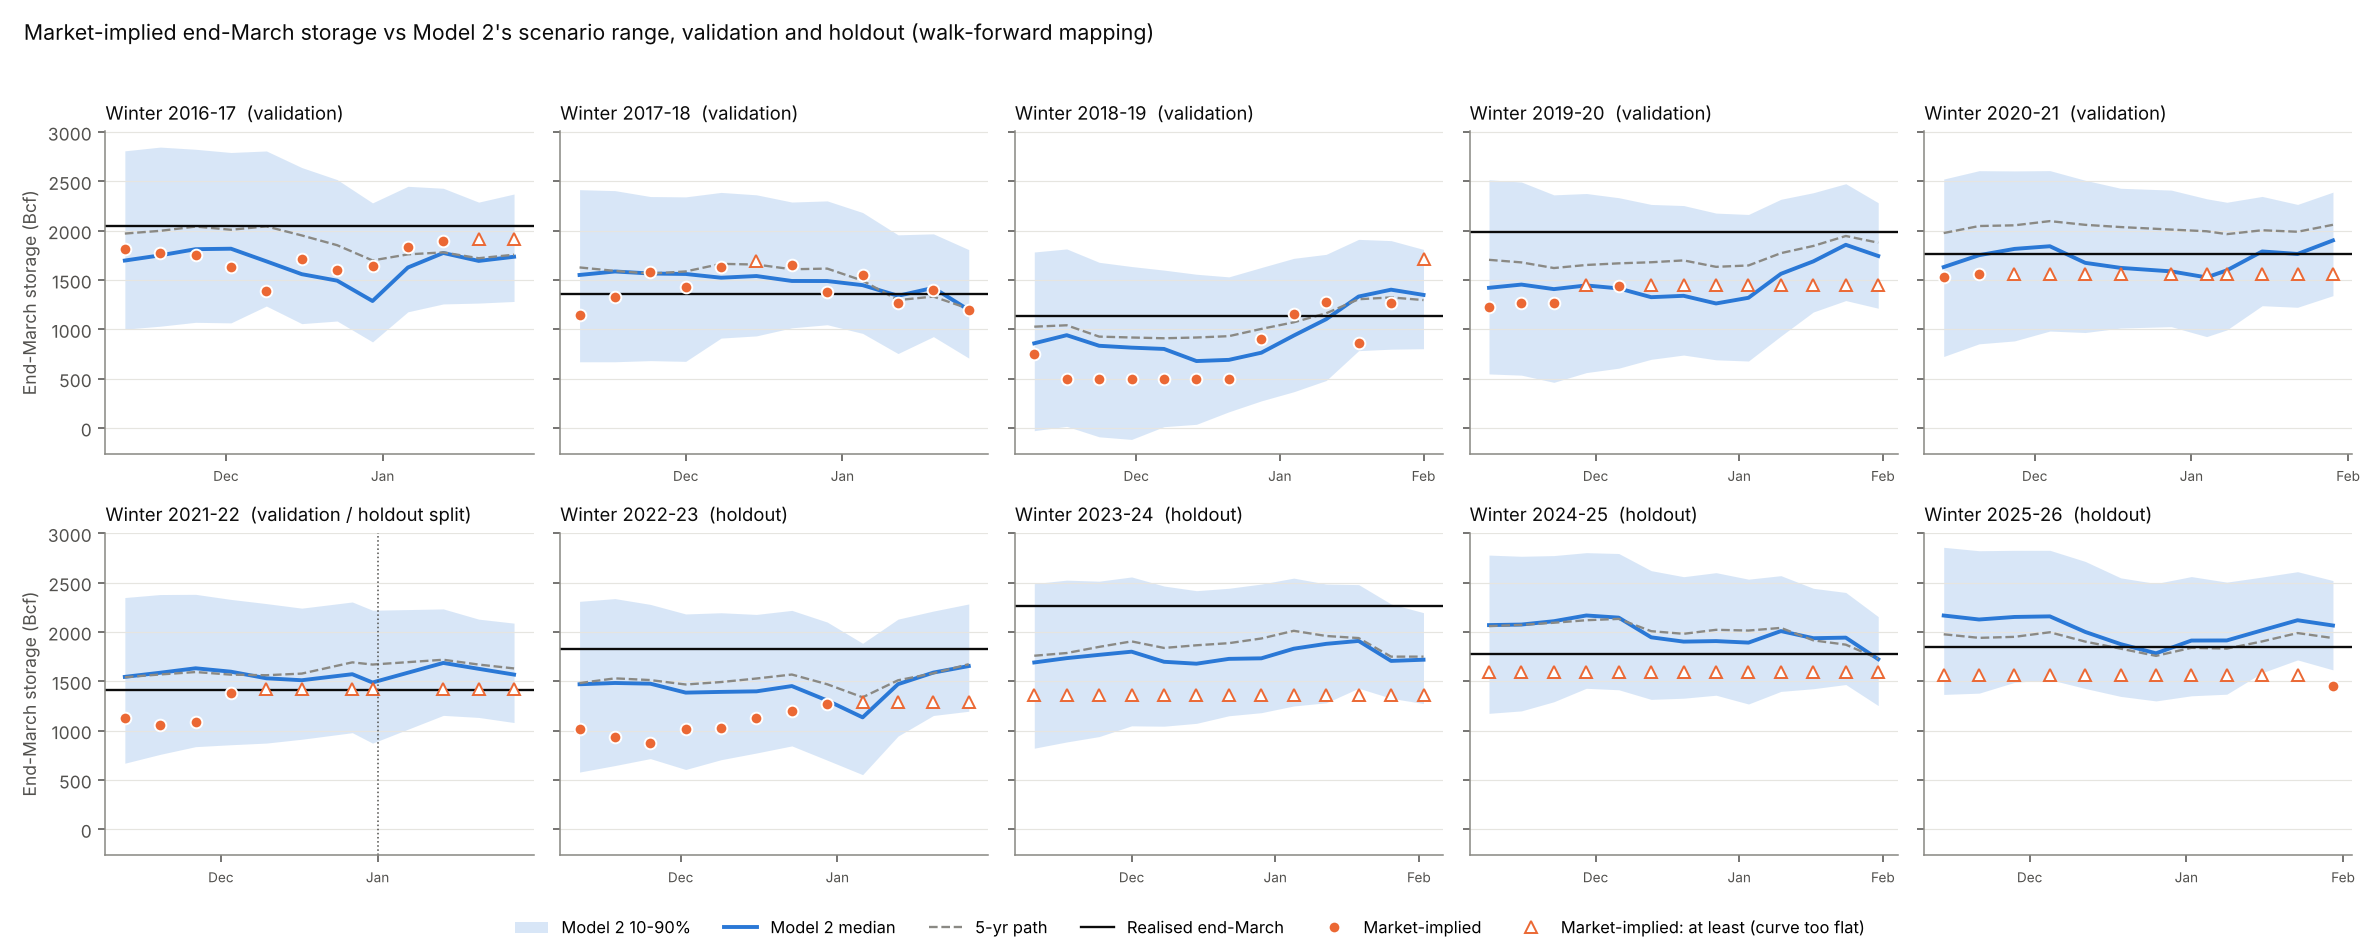 Market-implied end-March storage vs Model 2's scenario range, validation and holdout (walk-forward mapping)
Winter 2016-17 (validation)
Winter 2017-18 (validation)
Winter 2018-19 (validation)
Winter 2019-20 (validation)
Winter 2020-21 (validation)
End-March storage (Bcf)
3000
2500
2000
1500
1000
500
0
Dec Jan
Dec Jan
Dec Jan Feb
Dec Jan Feb
Dec Jan Feb
Winter 2021-22 (validation / holdout split)
Winter 2022-23 (holdout)
Winter 2023-24 (holdout)
Winter 2024-25 (holdout)
Winter 2025-26 (holdout)
End-March storage (Bcf)
3000
2500
2000
1500
1000
500
0
Dec Jan
Dec Jan
Dec Jan Feb
Dec Jan Feb
Dec Jan Feb
Model 2 10-90% Model 2 median 5-yr path Realised end-March Market-implied Market-implied: at least (curve too flat)